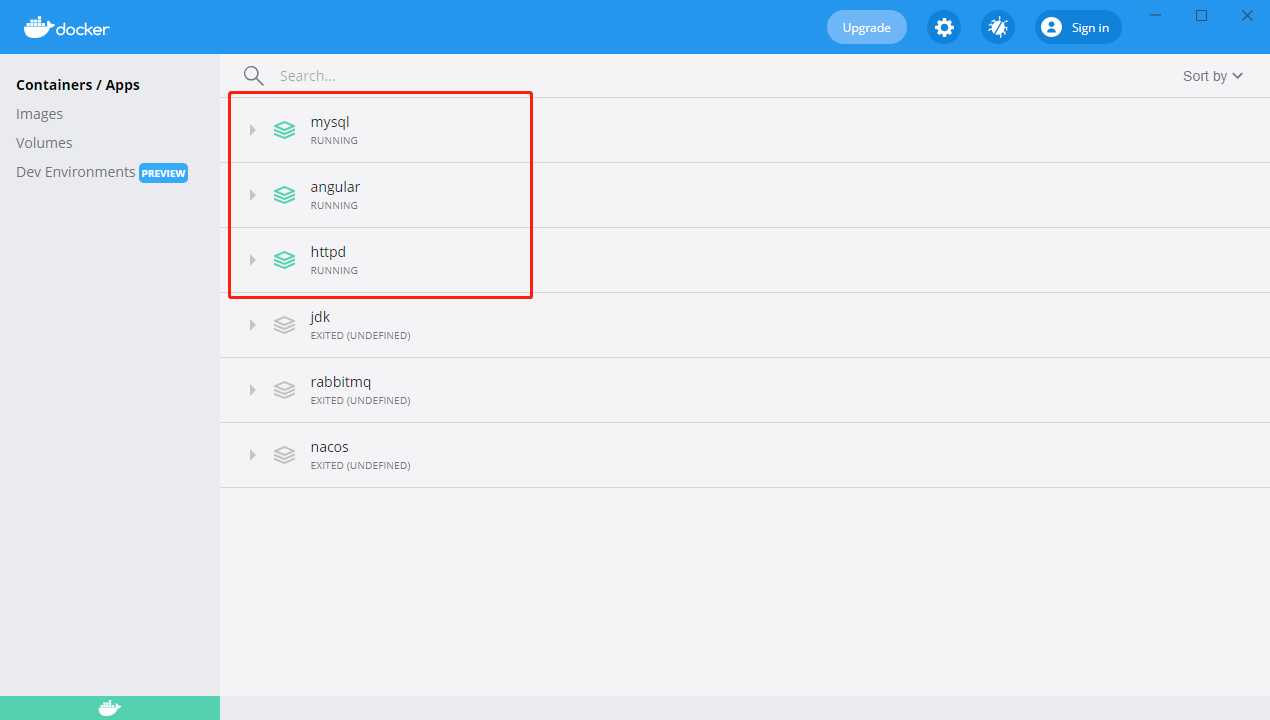 docker
Upgrade
Sign in
Containers / Apps
Images
Volumes
Dev Environments PREVIEW
Search...
Sort by
mysql
RUNNING
angular
RUNNING
httpd
RUNNING
jdk
EXITED (UNDEFINED)
rabbitmq
EXITED (UNDEFINED)
nacos
EXITED (UNDEFINED)